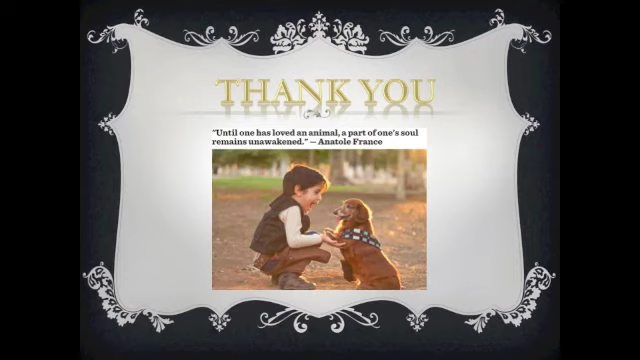 THANK YOU
"Until one has loved an animal, a part of one's soul
remains unawakened." — Anatole France